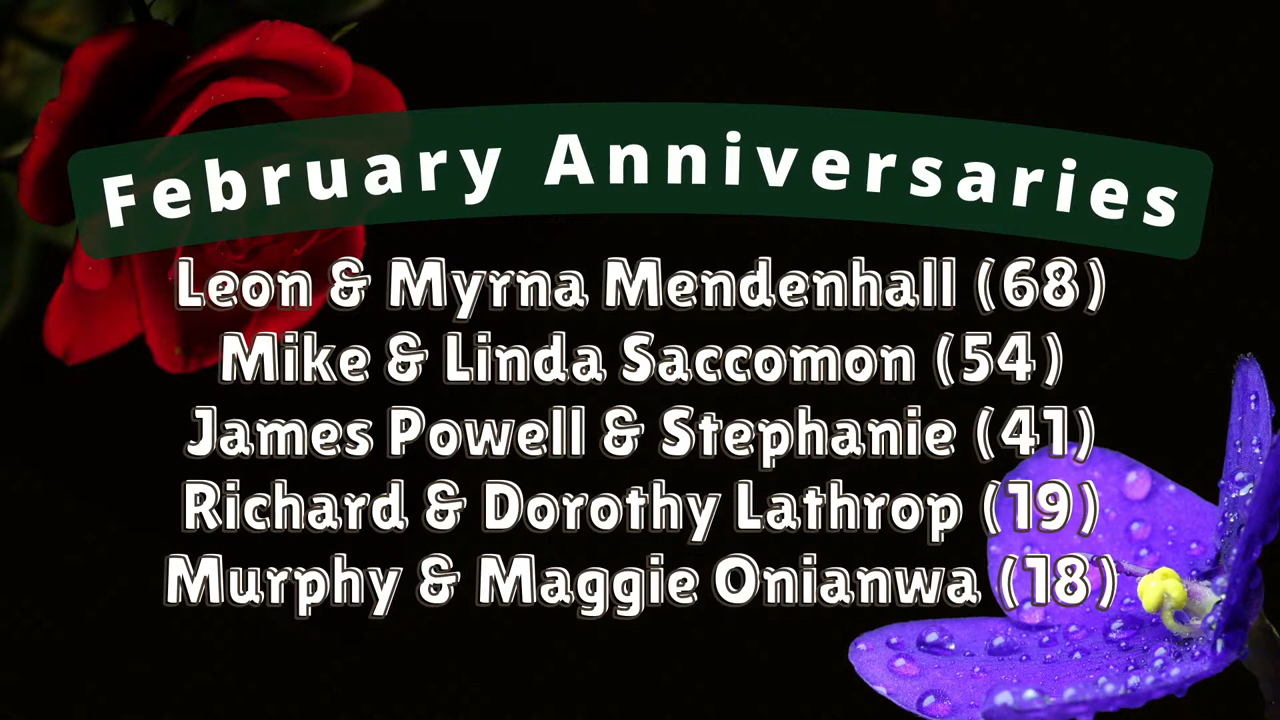 February Anniversaries
Leon & Myrna Mendenhall (68)
Mike & Linda Saccomon (54)
James Powell & Stephanie (41)
Richard & Dorothy Lathrop (19)
Murphy & Maggie Onianwa (18)